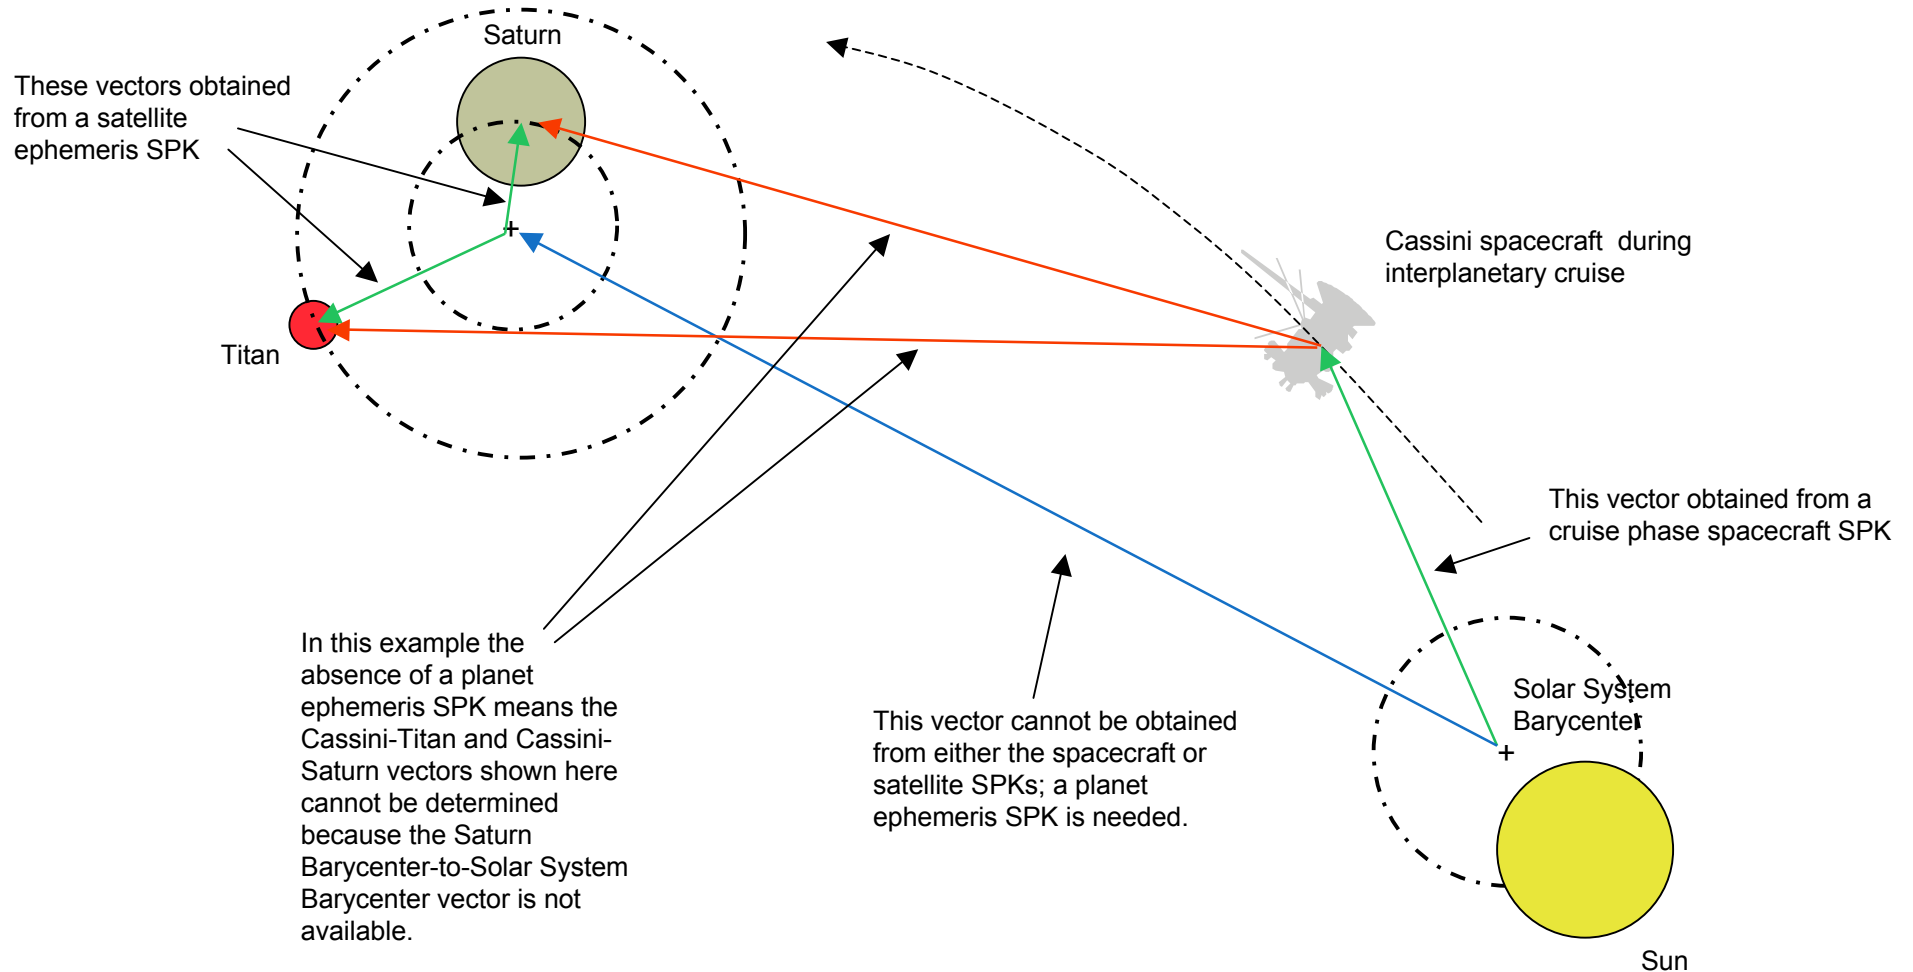 Saturn
These vectors obtained
from a satellite
ephemeris SPK
Titan
Cassini spacecraft during
interplanetary cruise
This vector obtained from a
cruise phase spacecraft SPK
In this example the
absence of a planet
ephemeris SPK means the
Cassini-Titan and Cassini-
Saturn vectors shown here
cannot be determined
because the Saturn
Barycenter-to-Solar System
Barycenter vector is not
available.
This vector cannot be obtained
from either the spacecraft or
satellite SPKs; a planet
ephemeris SPK is needed.
Solar System
Barycenter
Sun